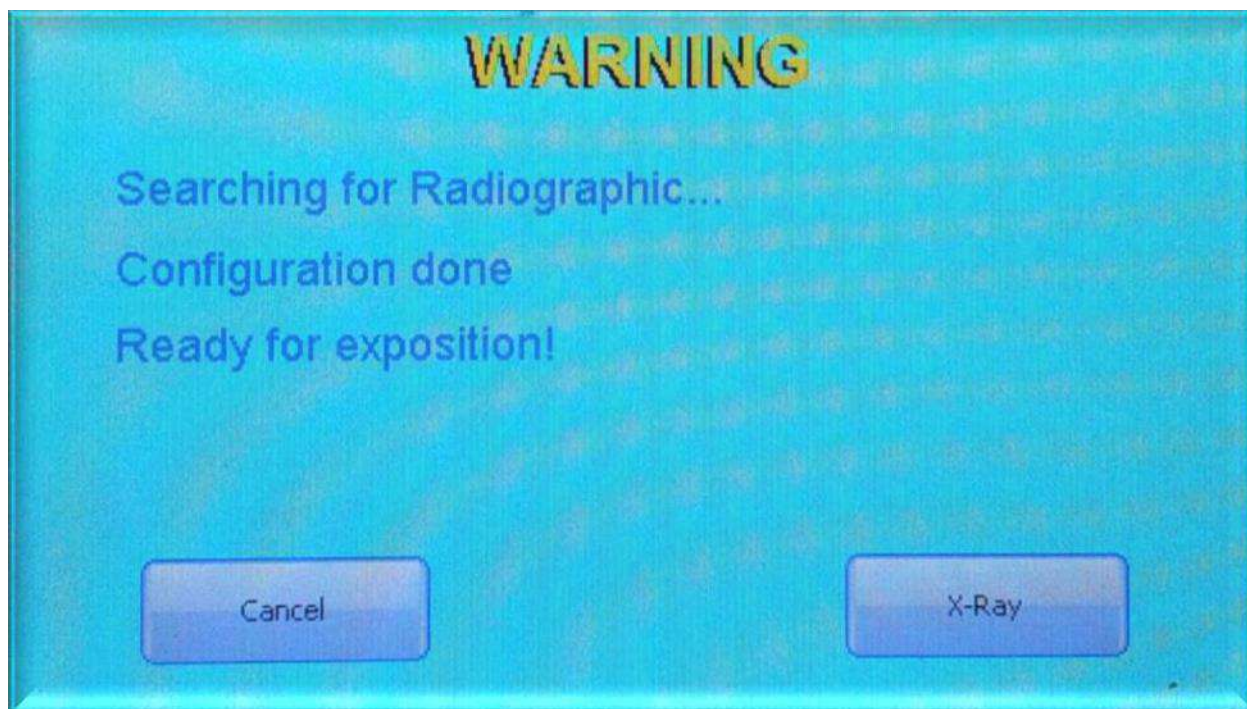 WARNING
Searching for Radiographic...
Configuration done
Ready for exposition!
Cancel
X-Ray